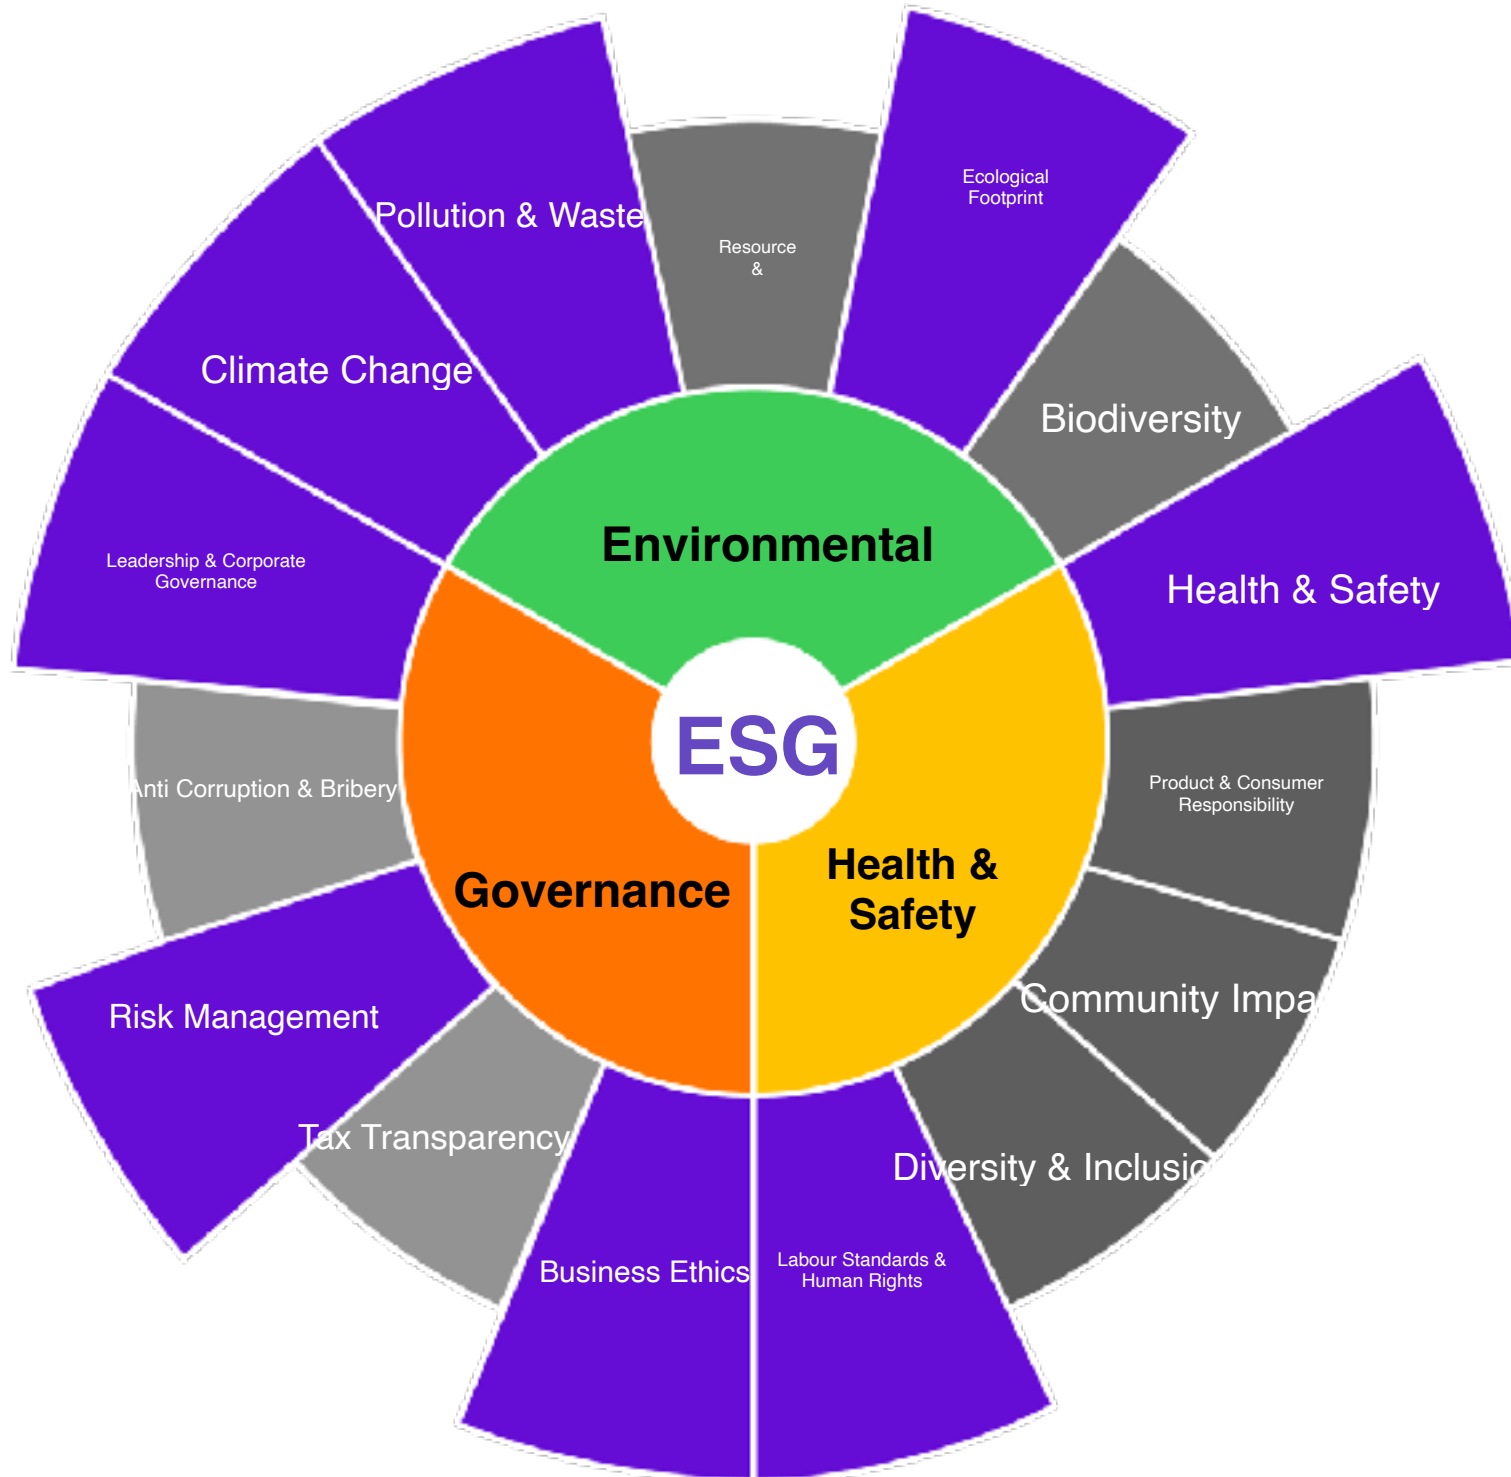 Pollution & Waste
Resource
&
Ecological
Footprint
Climate Change
Biodiversity
Leadership & Corporate
Governance
Environmental
Health & Safety
ESG
Anti Corruption & Bribery
Product & Consumer
Responsibility
Governance
Health &
Safety
Risk Management
Community Impa
Tax Transparency
Diversity & Inclusio
Business Ethics
Labour Standards &
Human Rights